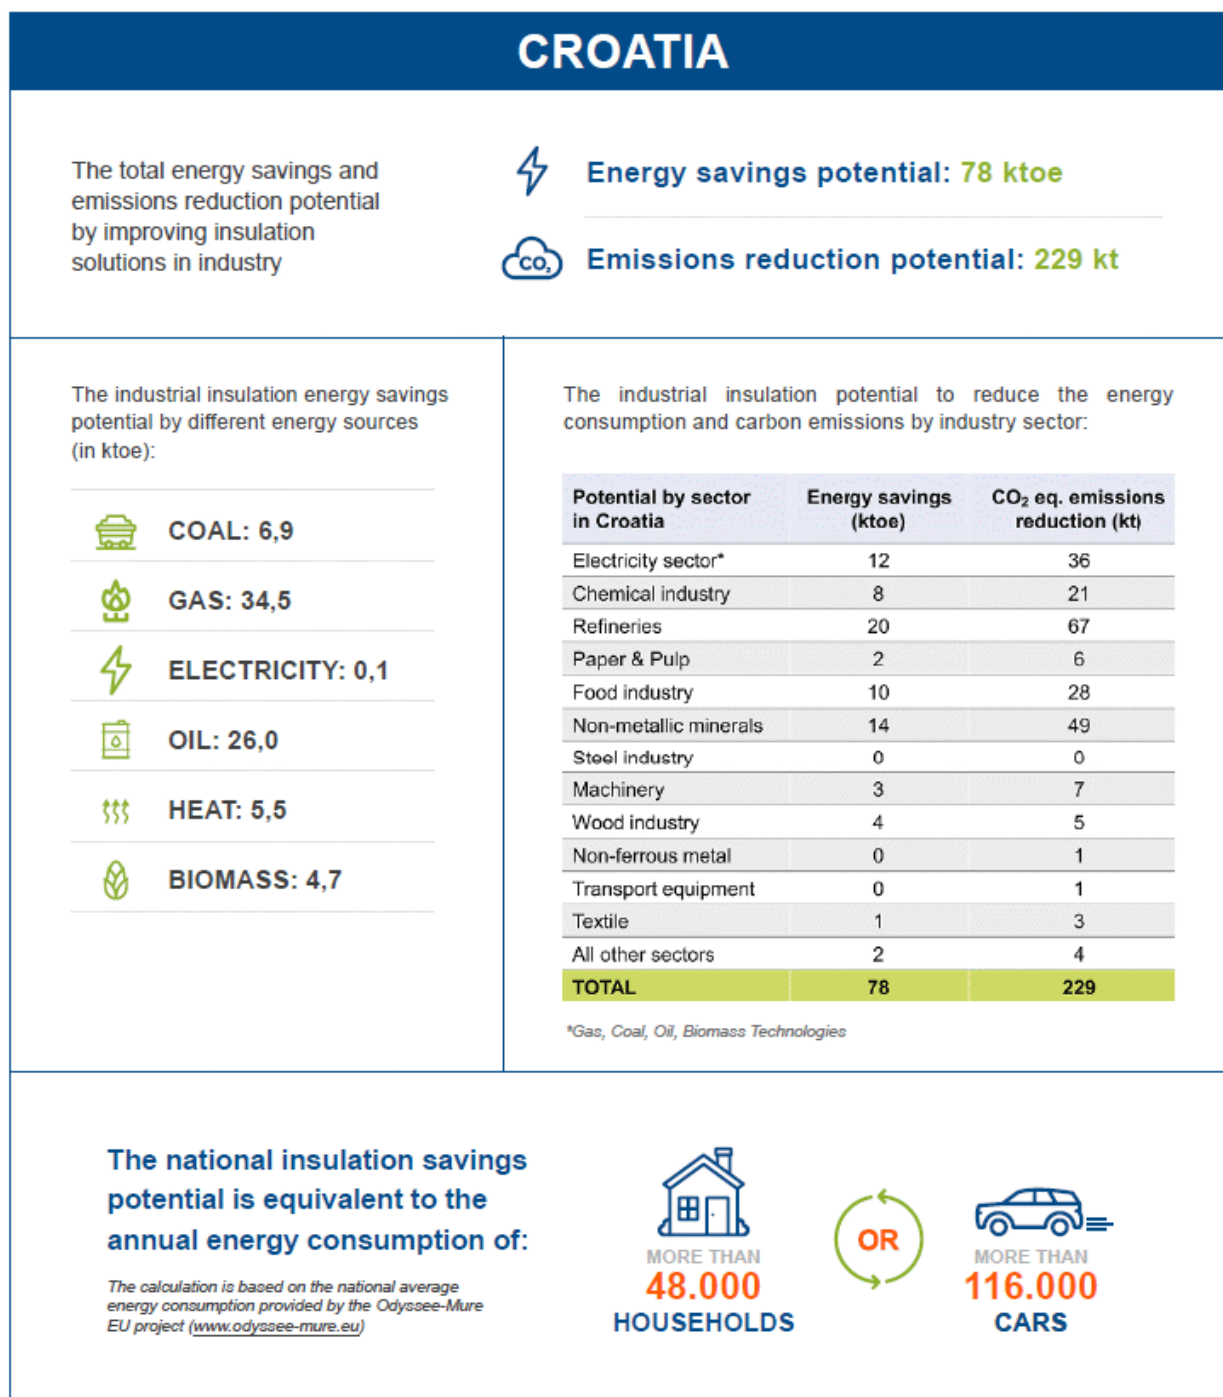 CROATIA
The total energy savings and
emissions reduction potential
by improving insulation
solutions in industry
Energy savings potential: 78 ktoe
CO₂
Emissions reduction potential: 229 kt
The industrial insulation energy savings
potential by different energy sources
(in ktoe):
COAL: 6,9
GAS: 34,5
ELECTRICITY: 0,1
OIL: 26,0
HEAT: 5,5
BIOMASS: 4,7
The industrial insulation potential to reduce the energy
consumption and carbon emissions by industry sector:
Potential by sector in Croatia Energy savings (ktoe) CO₂ eq. emissions reduction (kt)
Electricity sector* 12 36
Chemical industry 8 21
Refineries 20 67
Paper & Pulp 2 6
Food industry 10 28
Non-metallic minerals 14 49
Steel industry 0 0
Machinery 3 7
Wood industry 4 5
Non-ferrous metal 0 1
Transport equipment 0 1
Textile 1 3
All other sectors 2 4
TOTAL 78 229
*Gas, Coal, Oil, Biomass Technologies
The national insulation savings
potential is equivalent to the
annual energy consumption of:
The calculation is based on the national average
energy consumption provided by the Odyssee-Mure
EU project (www.odyssee-mure.eu)
MORE THAN
48.000
HOUSEHOLDS
OR
MORE THAN
116.000
CARS